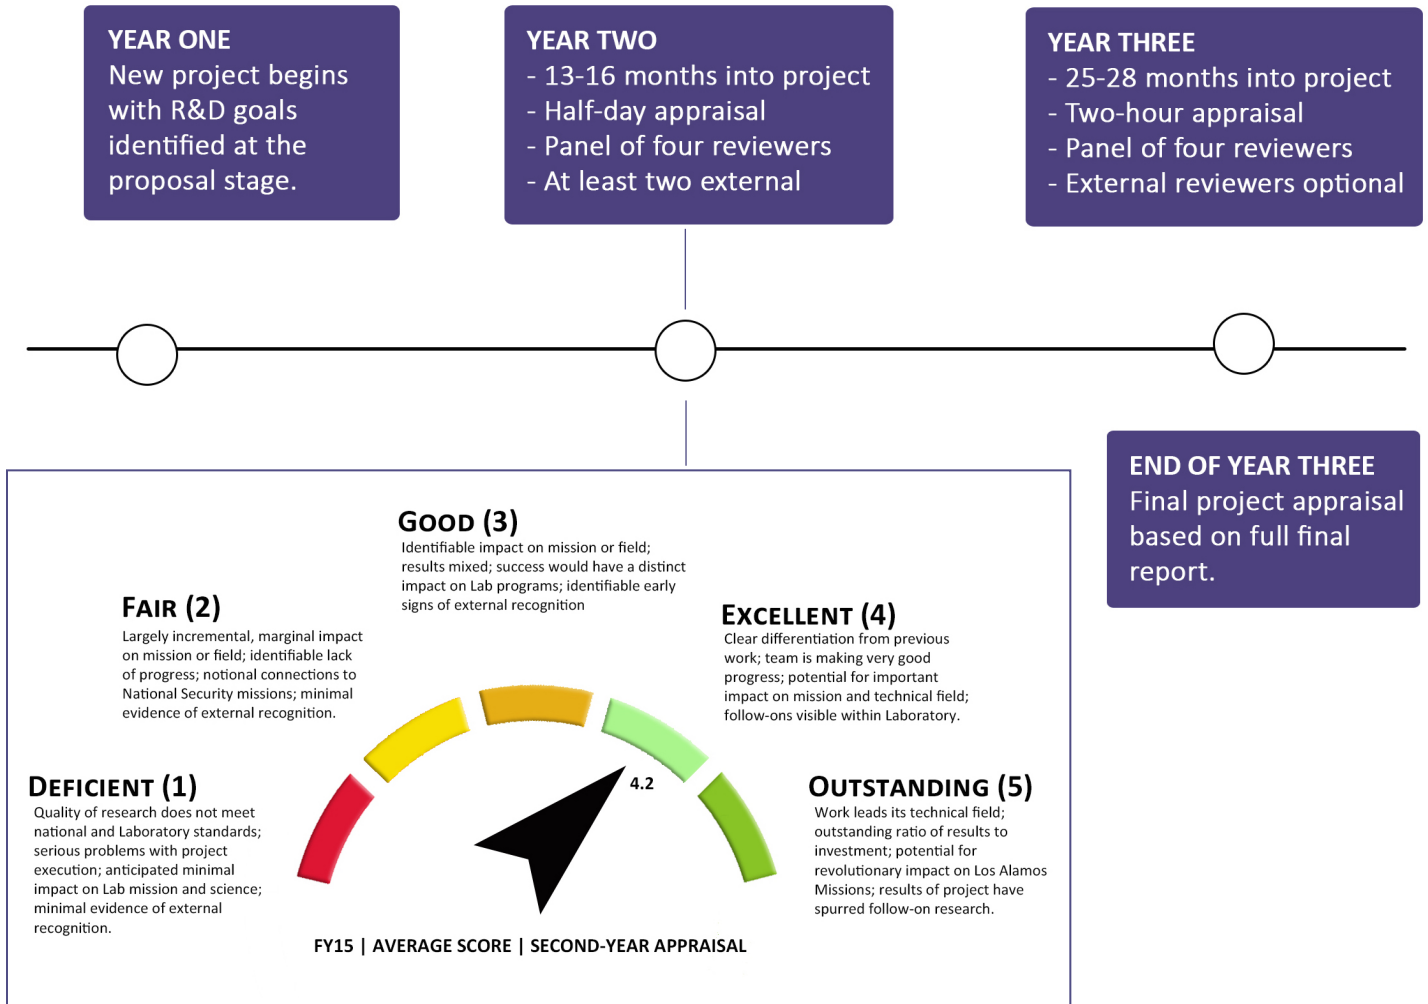 YEAR ONE
New project begins
with R&D goals
identified at the
proposal stage.
YEAR TWO
- 13-16 months into project
- Half-day appraisal
- Panel of four reviewers
- At least two external
YEAR THREE
- 25-28 months into project
- Two-hour appraisal
- Panel of four reviewers
- External reviewers optional
END OF YEAR THREE
Final project appraisal
based on full final
report.
GOOD (3)
Identifiable impact on mission or field;
results mixed; success would have a distinct
impact on Lab programs; identifiable early
signs of external recognition
FAIR (2)
Largely incremental, marginal impact
on mission or field; identifiable lack
of progress; notional connections to
National Security missions; minimal
evidence of external recognition.
EXCELLENT (4)
Clear differentiation from previous
work; team is making very good
progress; potential for important
impact on mission and technical field;
follow-ons visible within Laboratory.
DEFICIENT (1)
Quality of research does not meet
national and Laboratory standards;
serious problems with project
execution; anticipated minimal
impact on Lab mission and science;
minimal evidence of external
recognition.
4.2
OUTSTANDING (5)
Work leads its technical field;
outstanding ratio of results to
investment; potential for
revolutionary impact on Los Alamos
Missions; results of project have
spurred follow-on research.
FY15 | AVERAGE SCORE | SECOND-YEAR APPRAISAL